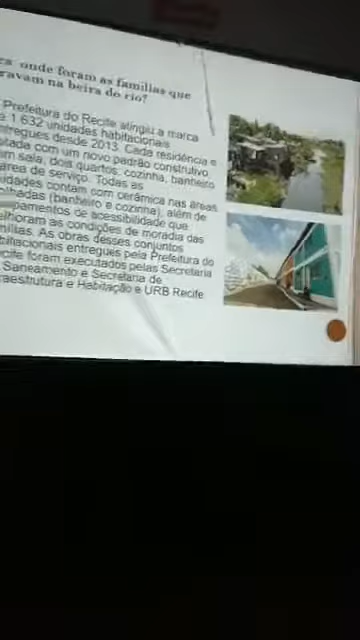 onde foram as famílias que
ravam na beira do rio?
Prefeitura do Recife atingiu a marca
1.632 unidades habitacionais
ntregues desde 2013. Cada residência e
otada com um novo padrão construtivo
sala, dois quartos, cozinha, banheiro
área de serviço. Todas as
idades contam com cerâmica nas áreas
olhadas (banheiro e cozinha), além de
pamentos de acessibilidade que
elhoram as condições de moradia das
mílias. As obras desses conjuntos
bitacionais entregues pela Prefeitura do
cife foram executados pelas Secretaria
Saneamento e Secretaria de
raestrutura e Habitação e URB Recife